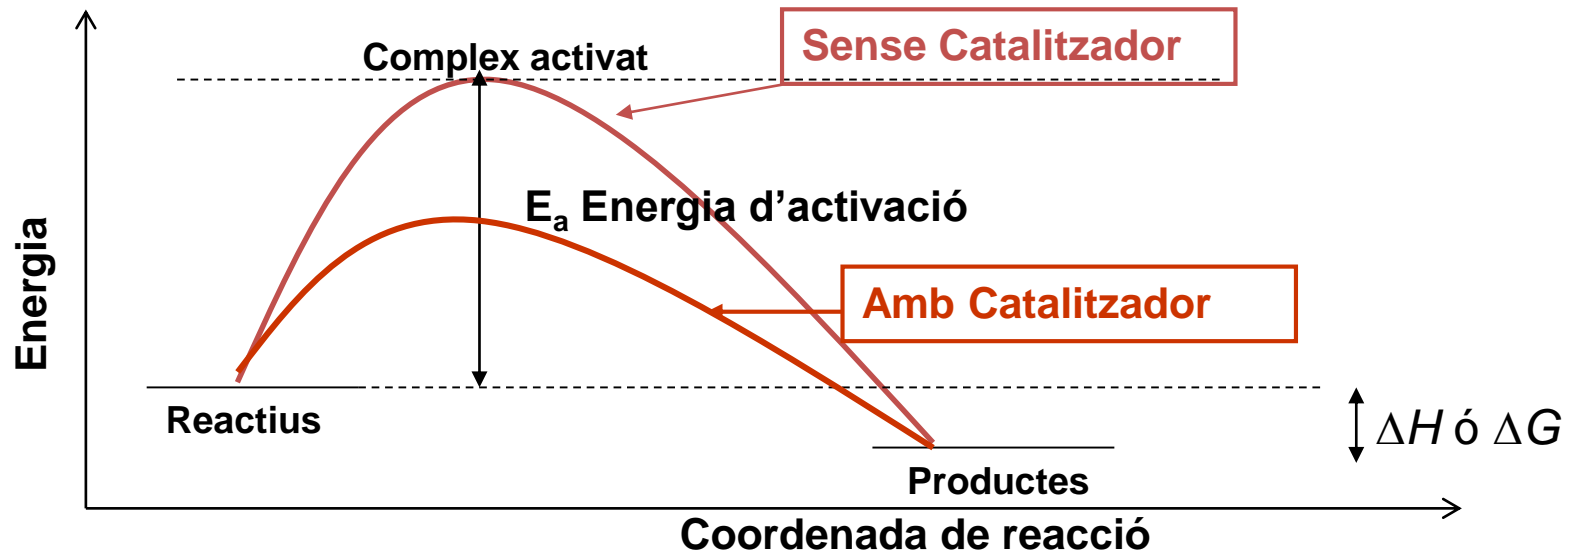 Sense Catalitzador
Complex activat
Ea Energia d’activació
Energia
Amb Catalitzador
Reactius
ΔH ó ΔG
Productes
Coordenada de reacció